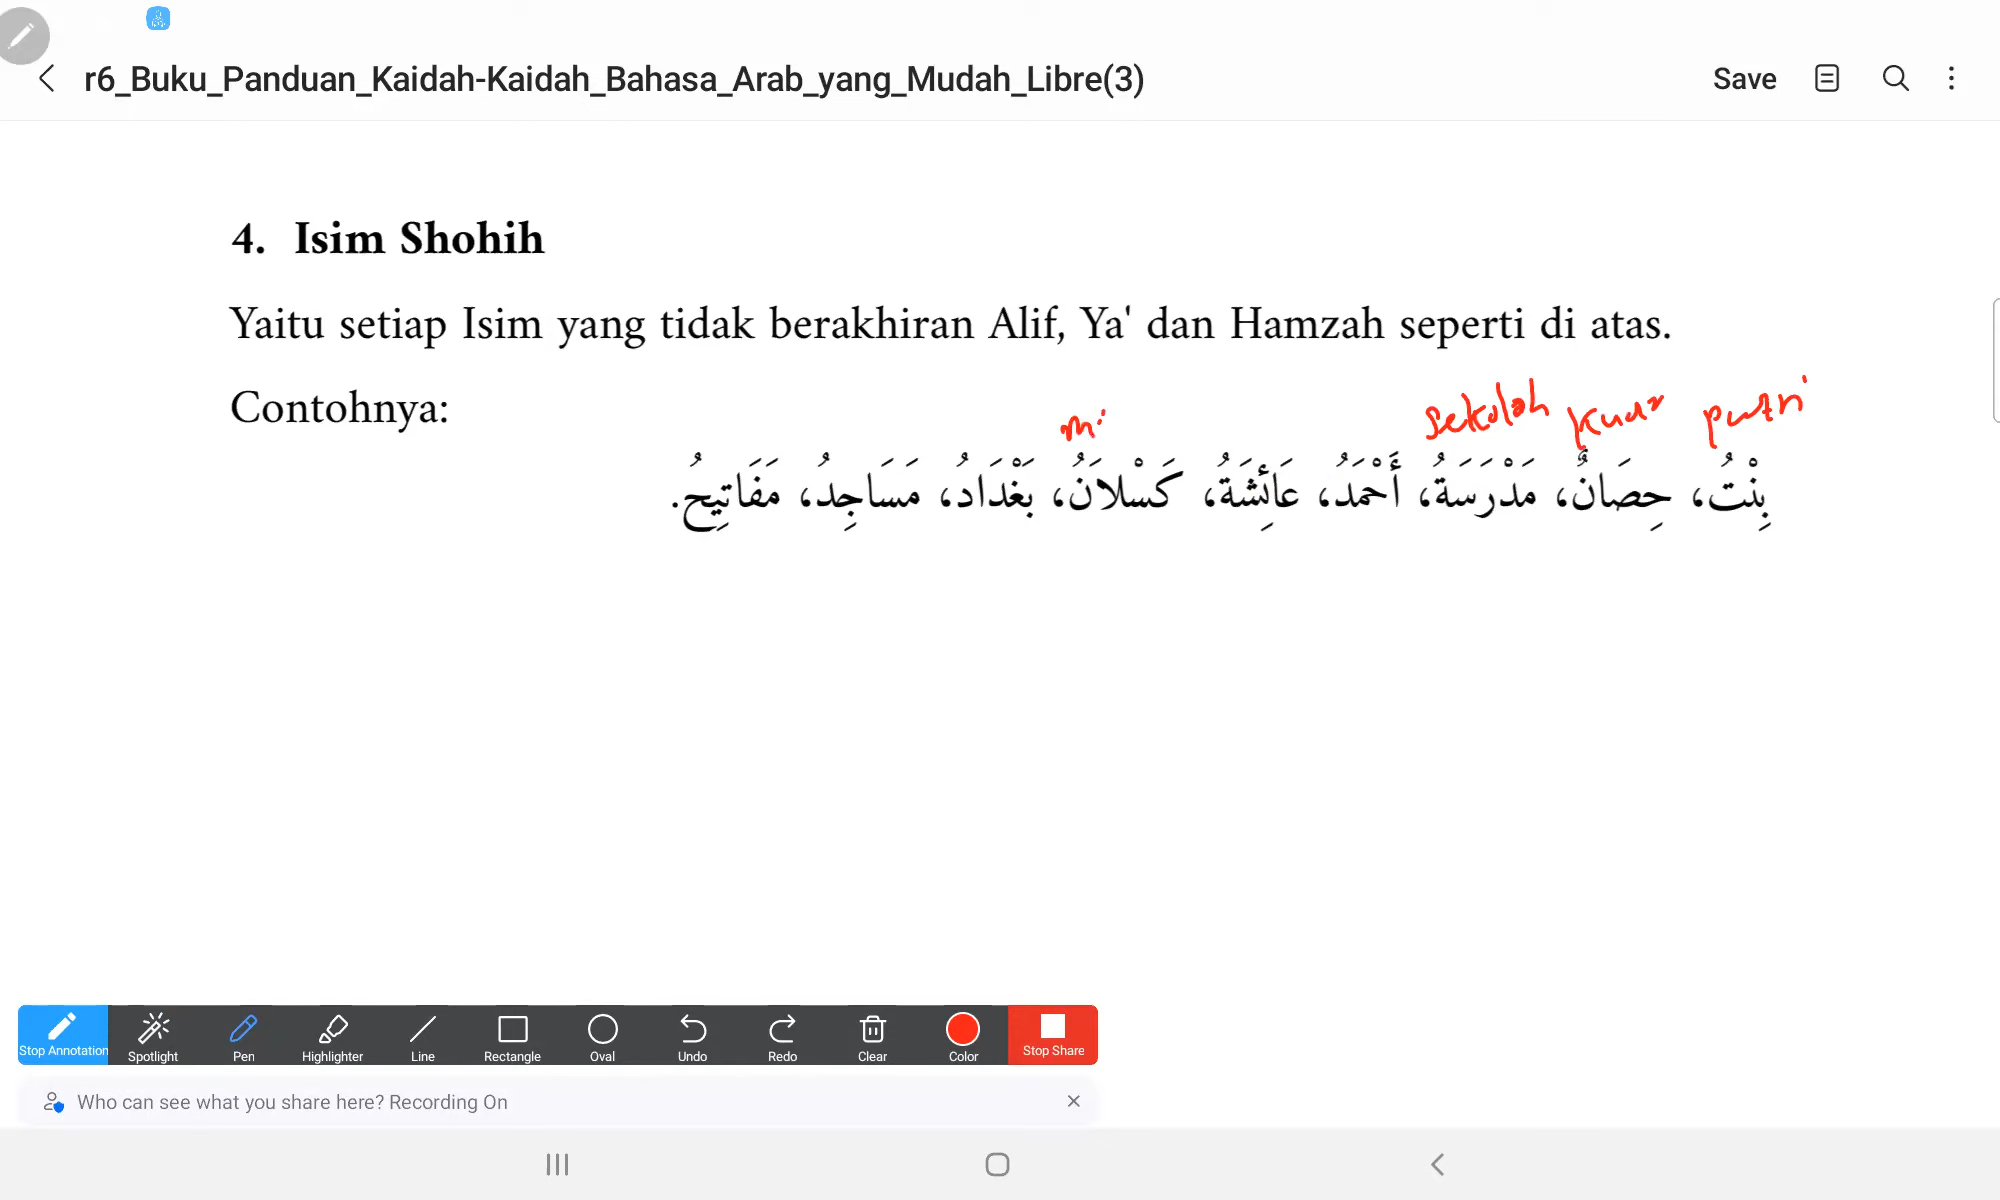 r6_Buku_Panduan_Kaidah-Kaidah_Bahasa_Arab_yang_Mudah_Libre(3)
Save
4. Isim Shohih
Yaitu setiap Isim yang tidak berakhiran Alif, Ya' dan Hamzah seperti di atas.
Contohnya:
putri
kuda
sekolah
m
بِنْتُ، حِصَانٌ، مَدْرَسَةُ، أَحْمَدُ، عَائِشَةُ، كَسْلاَنُ، بَغْدَادُ، مَسَاجِدُ، مَفَاتِيحُ.
Stop Annotation
Spotlight
Pen
Highlighter
Line
Rectangle
Oval
Undo
Redo
Clear
Color
Stop Share
Who can see what you share here? Recording On